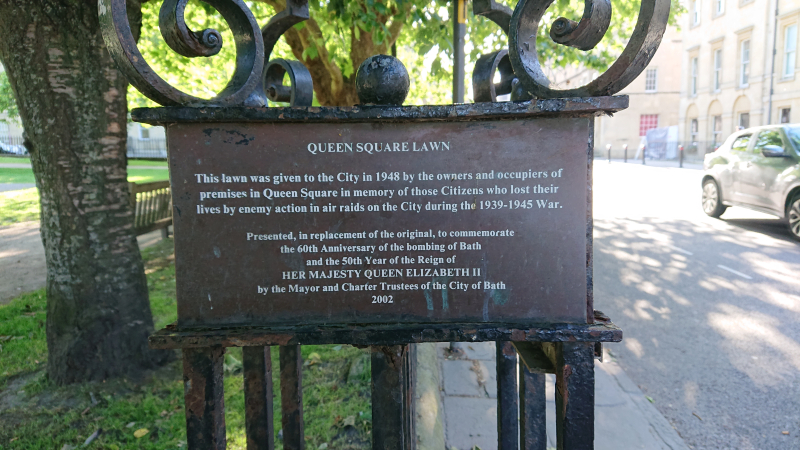 QUEEN SQUARE LAWN
This lawn was given to the City in 1948 by the owners and occupiers of
premises in Queen Square in memory of those Citizens who lost their
lives by enemy action in air raids on the City during the 1939-1945 War.
Presented, in replacement of the original, to commemorate
the 60th Anniversary of the bombing of Bath
and the 50th Year of the Reign of
HER MAJESTY QUEEN ELIZABETH II
by the Mayor and Charter Trustees of the City of Bath
2002